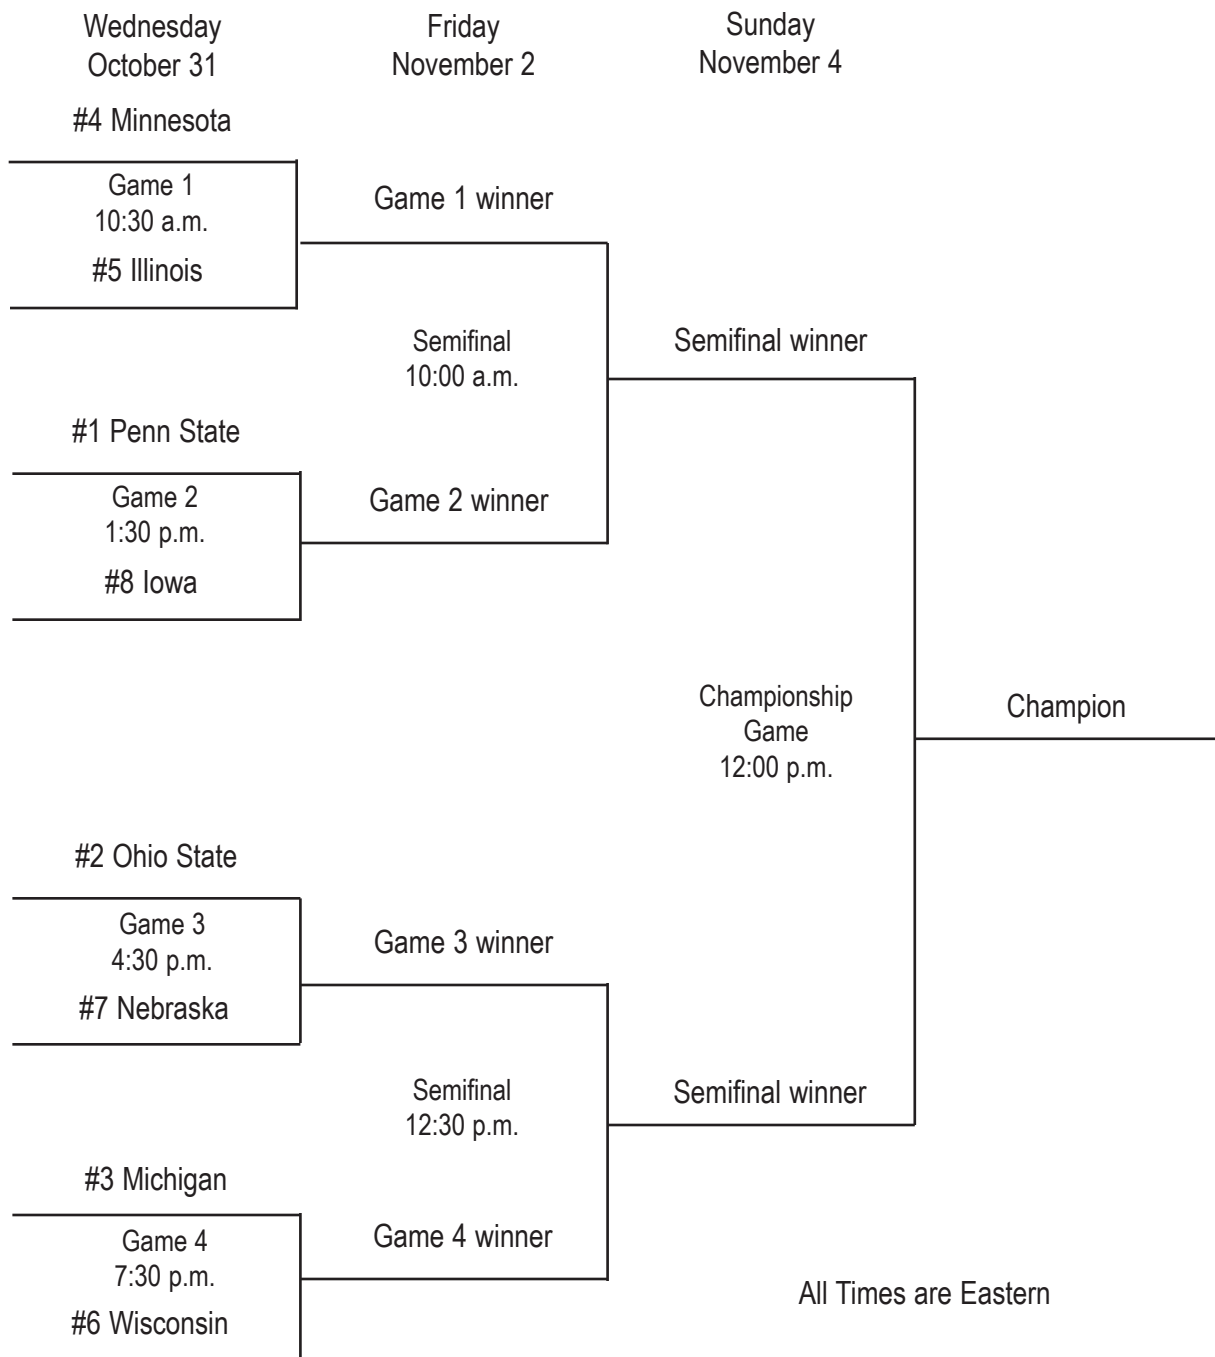 Wednesday
October 31
Friday
November 2
Sunday
November 4
#4 Minnesota
Game 1
10:30 a.m.
#5 Illinois
Game 1 winner
Semifinal
10:00 a.m.
Semifinal winner
#1 Penn State
Game 2
1:30 p.m.
#8 Iowa
Game 2 winner
Championship
Game
12:00 p.m.
Champion
#2 Ohio State
Game 3
4:30 p.m.
#7 Nebraska
Game 3 winner
Semifinal
12:30 p.m.
Semifinal winner
#3 Michigan
Game 4
7:30 p.m.
#6 Wisconsin
Game 4 winner
All Times are Eastern